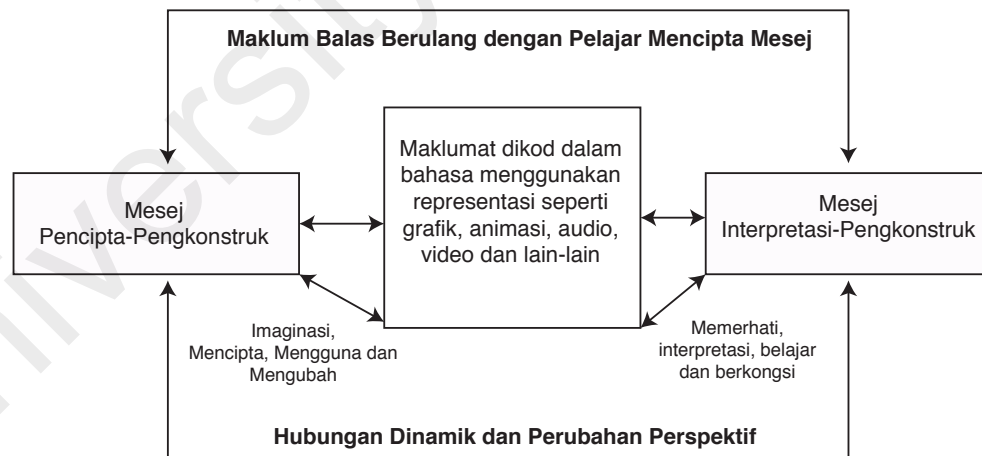 Maklum Balas Berulang dengan Pelajar Mencipta Mesej
Mesej
Pencipta-Pengkonstruk
Maklumat dikod dalam
bahasa menggunakan
representasi seperti
grafik, animasi, audio,
video dan lain-lain
Mesej
Interpretasi-Pengkonstruk
Imaginasi,
Mencipta, Mengguna dan
Mengubah
Memerhati,
interpretasi, belajar
dan berkongsi
Hubungan Dinamik dan Perubahan Perspektif
University